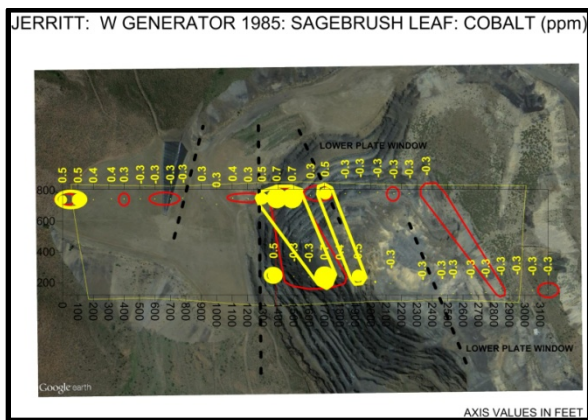 JERRITT: W GENERATOR 1985: SAGEBRUSH LEAF: COBALT (ppm)
LOWER PLATE WINDOW
0.5 0.5 0.4 0.4 0.3 -0.3 -0.3 -0.3 0.3 0.3 0.4 0.3 0.5 0.7 0.7 0.3 0.5 -0.3 -0.3 -0.3 -0.3 -0.3 -0.3
800
700
600
0.5 -0.3 -0.3 0.7 0.4 0.5 -0.3 -0.3 -0.3 -0.3 -0.3 -0.3 -0.3
400
300
200
100
0 100 200 300 400 500 600 700 800 900 1000 1200 1300 1400 1500 1600 1700 1800 1900 2000 2100 2200 2300 2400 2500 2600 2700 2800 2900 3000 3100
LOWER PLATE WINDOW
Google earth
AXIS VALUES IN FEET